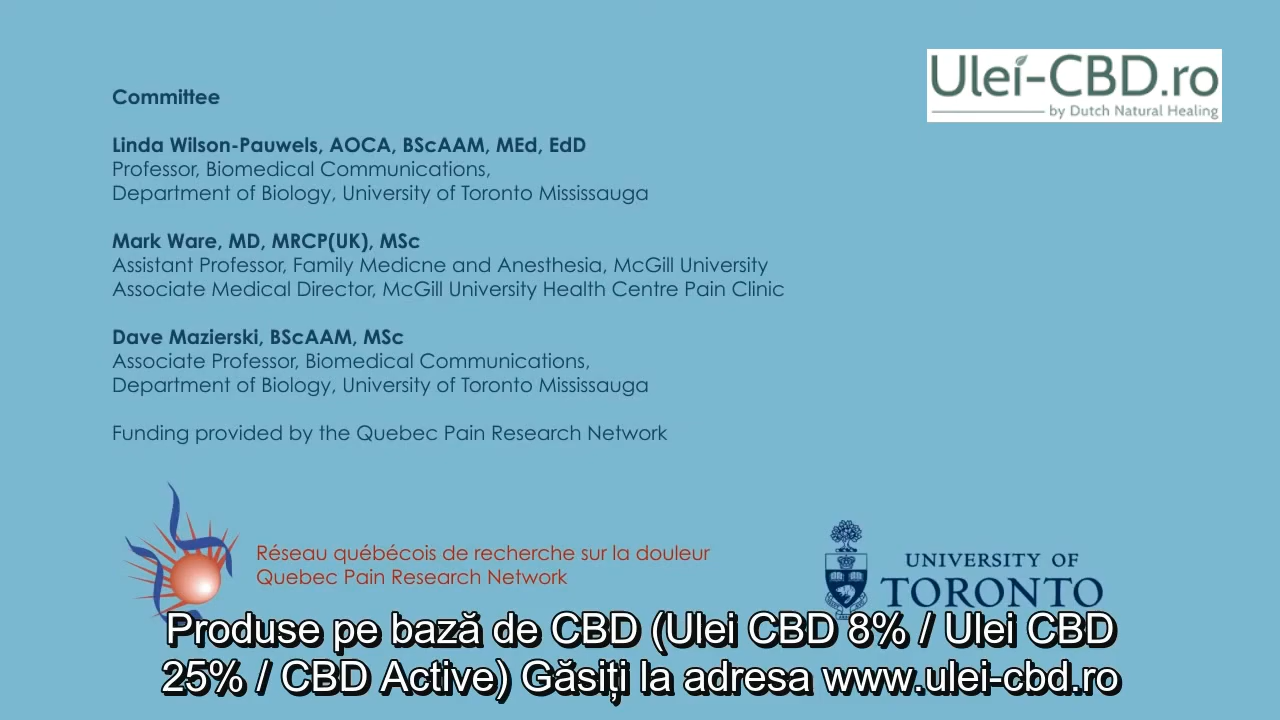 Ulei-CBD.ro
by Dutch Natural Healing
Committee
Linda Wilson-Pauwels, AOCA, BScAAM, MEd, EdD
Professor, Biomedical Communications,
Department of Biology, University of Toronto Mississauga
Mark Ware, MD, MRCP(UK), MSc
Assistant Professor, Family Medicne and Anesthesia, McGill University
Associate Medical Director, McGill University Health Centre Pain Clinic
Dave Mazierski, BScAAM, MSc
Associate Professor, Biomedical Communications,
Department of Biology, University of Toronto Mississauga
Funding provided by the Quebec Pain Research Network
Réseau québécois de recherche sur la douleur
Quebec Pain Research Network
UNIVERSITY OF
TORONTO
Produse pe bază de CBD (Ulei CBD 8% / Ulei CBD
25% / CBD Active) Găsiți la adresa www.ulei-cbd.ro